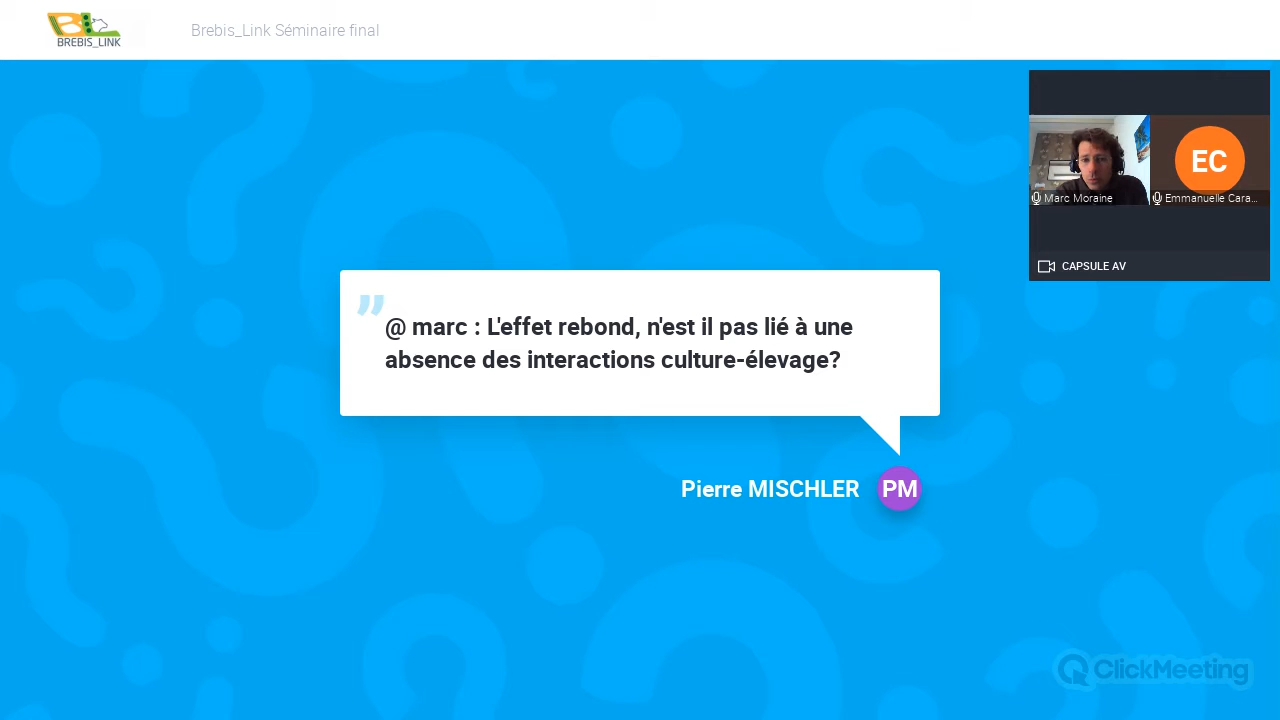 BL
BREBIS_LINK
Brebis_Link Séminaire final
EC
Marc Moraine
Emmanuelle Cara...
CAPSULE AV
"
@ marc : L'effet rebond, n'est il pas lié à une
absence des interactions culture-élevage?
Pierre MISCHLER
PM
ClickMeeting